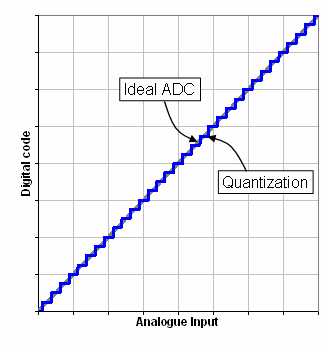 Ideal ADC
Quantization
Digital code
Analogue Input